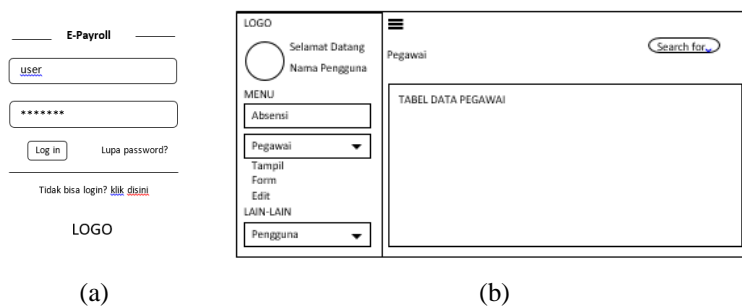 E-Payroll
user
*******
Log in
Lupa password?
Tidak bisa login? klik disini
LOGO
(a)
LOGO
Selamat Datang
Nama Pengguna
MENU
Absensi
Pegawai
Tampil
Form
Edit
LAIN-LAIN
Pengguna
Pegawai
Search for
TABEL DATA PEGAWAI
(b)